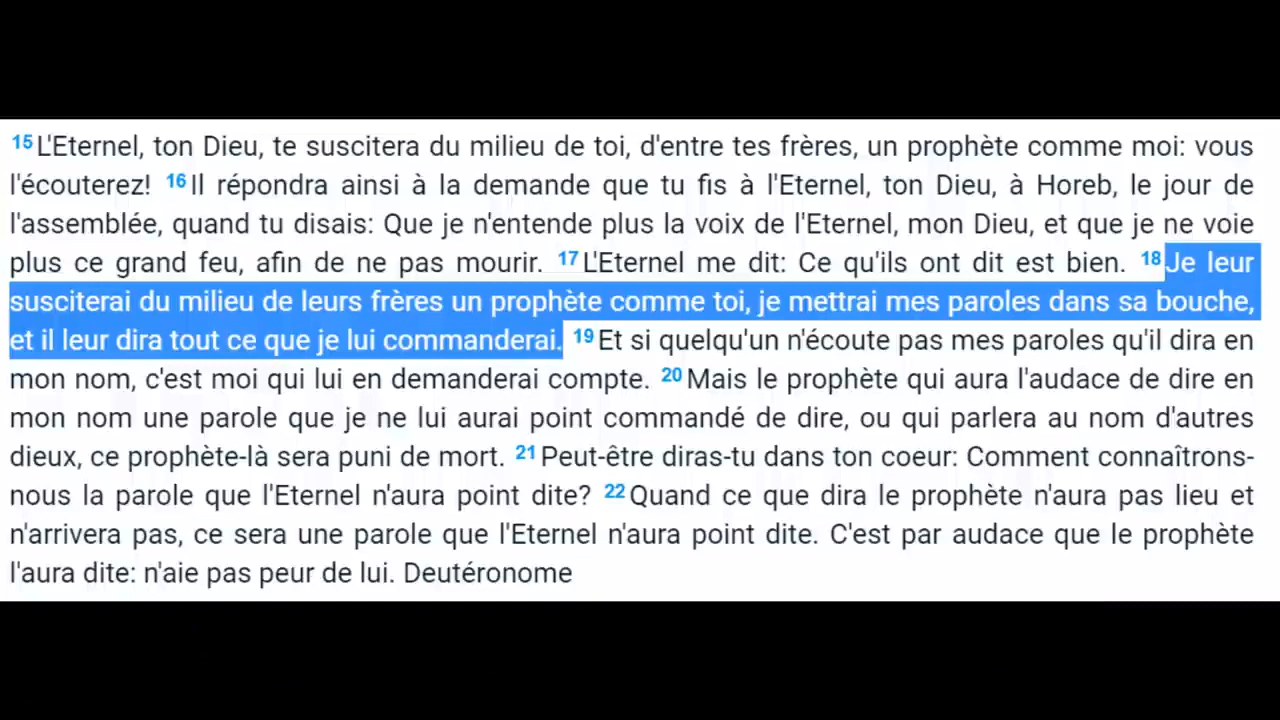 15 L'Eternel, ton Dieu, te suscitera du milieu de toi, d'entre tes frères, un prophète comme moi: vous
l'écouterez! 16 Il répondra ainsi à la demande que tu fis à l'Eternel, ton Dieu, à Horeb, le jour de
l'assemblée, quand tu disais: Que je n'entende plus la voix de l'Eternel, mon Dieu, et que je ne voie
plus ce grand feu, afin de ne pas mourir. 17 L'Eternel me dit: Ce qu'ils ont dit est bien. 18 Je leur
susciterai du milieu de leurs frères un prophète comme toi, je mettrai mes paroles dans sa bouche,
et il leur dira tout ce que je lui commanderai. 19 Et si quelqu'un n'écoute pas mes paroles qu'il dira en
mon nom, c'est moi qui lui en demanderai compte. 20 Mais le prophète qui aura l'audace de dire en
mon nom une parole que je ne lui aurai point commandé de dire, ou qui parlera au nom d'autres
dieux, ce prophète-là sera puni de mort. 21 Peut-être diras-tu dans ton coeur: Comment connaîtrons-
nous la parole que l'Eternel n'aura point dite? 22 Quand ce que dira le prophète n'aura pas lieu et
n'arrivera pas, ce sera une parole que l'Eternel n'aura point dite. C'est par audace que le prophète
l'aura dite: n'aie pas peur de lui. Deutéronome